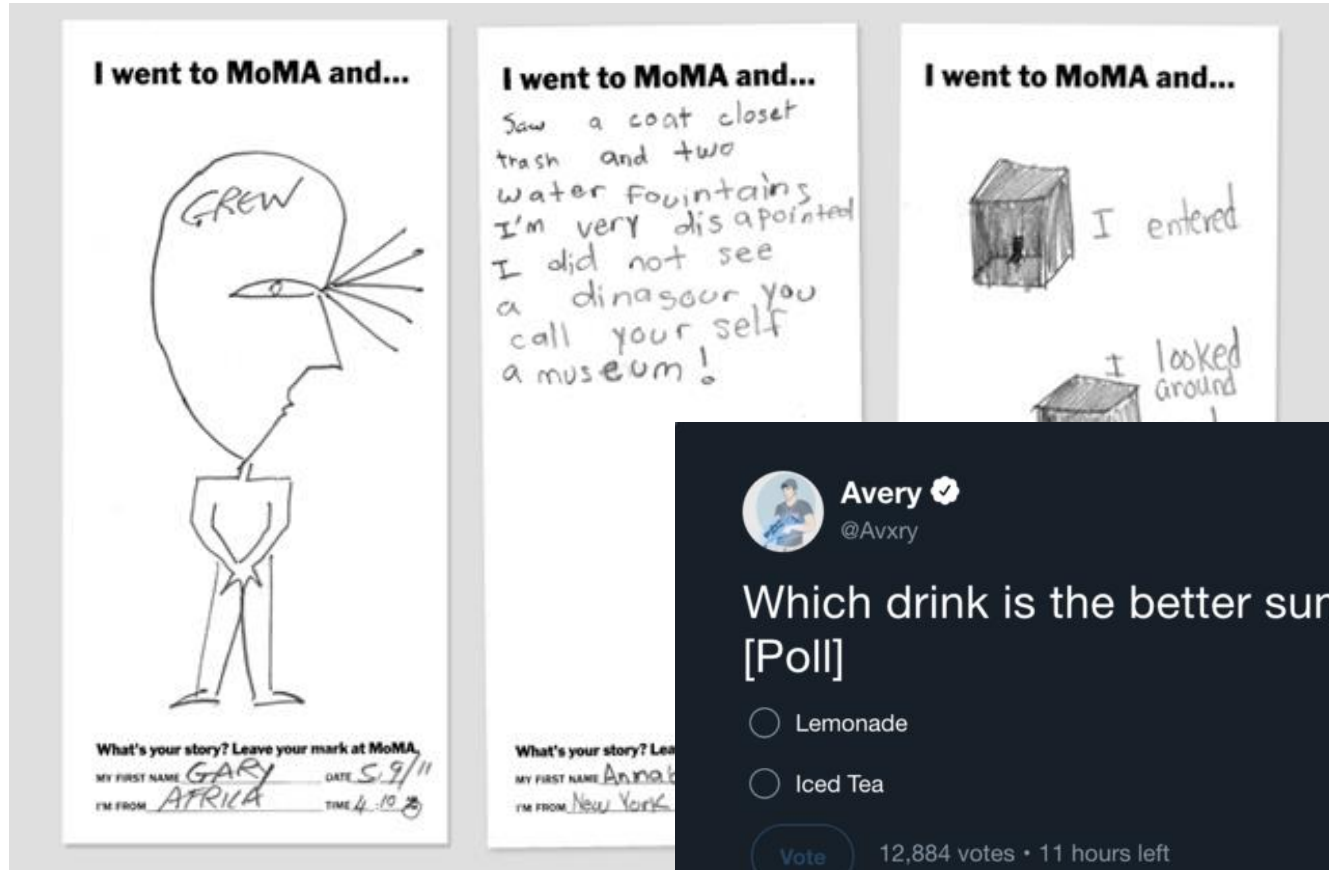 I went to MoMA and...
GREW
What's your story? Leave your mark at MoMA.
MY FIRST NAME GARY DATE 5/9/11
I'M FROM AFRICA TIME 4:10
I went to MoMA and...
Saw a coat closet
trash and two
water fouintains
I'm very disapointed
I did not see
a dinasour you
call your self
a museum!
What's your story? Lea
MY FIRST NAME Annab
I'M FROM New York
I went to MoMA and...
I entered
I looked
around
Avery
@Avxry
Which drink is the better sum
[Poll]
Lemonade
Iced Tea
Vote 12,884 votes • 11 hours left